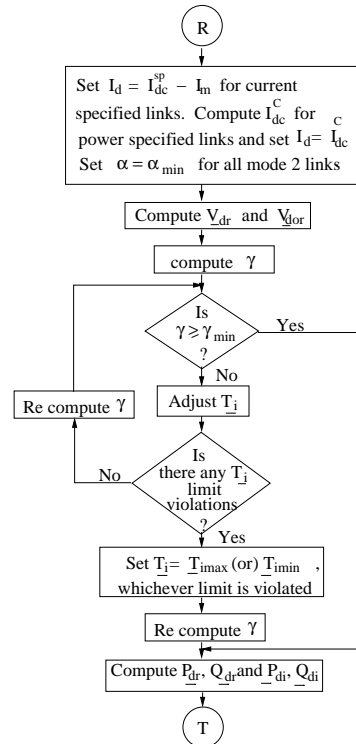 R
Set I_d = I_dc^sp − I_m for current
specified links. Compute I_dc^C for
power specified links and set I_d = I_dc^C
Set α = α_min for all mode 2 links
Compute V_dr and V_dor
compute γ
Is
γ ≥ γ_min
?
Yes
No
Re compute γ
Adjust T_i
Is
there any T_i
limit
violations
?
No
Yes
Set T_i = T_imax (or) T_imin ,
whichever limit is violated
Re compute γ
Compute P_dr, Q_dr and P_di, Q_di
T